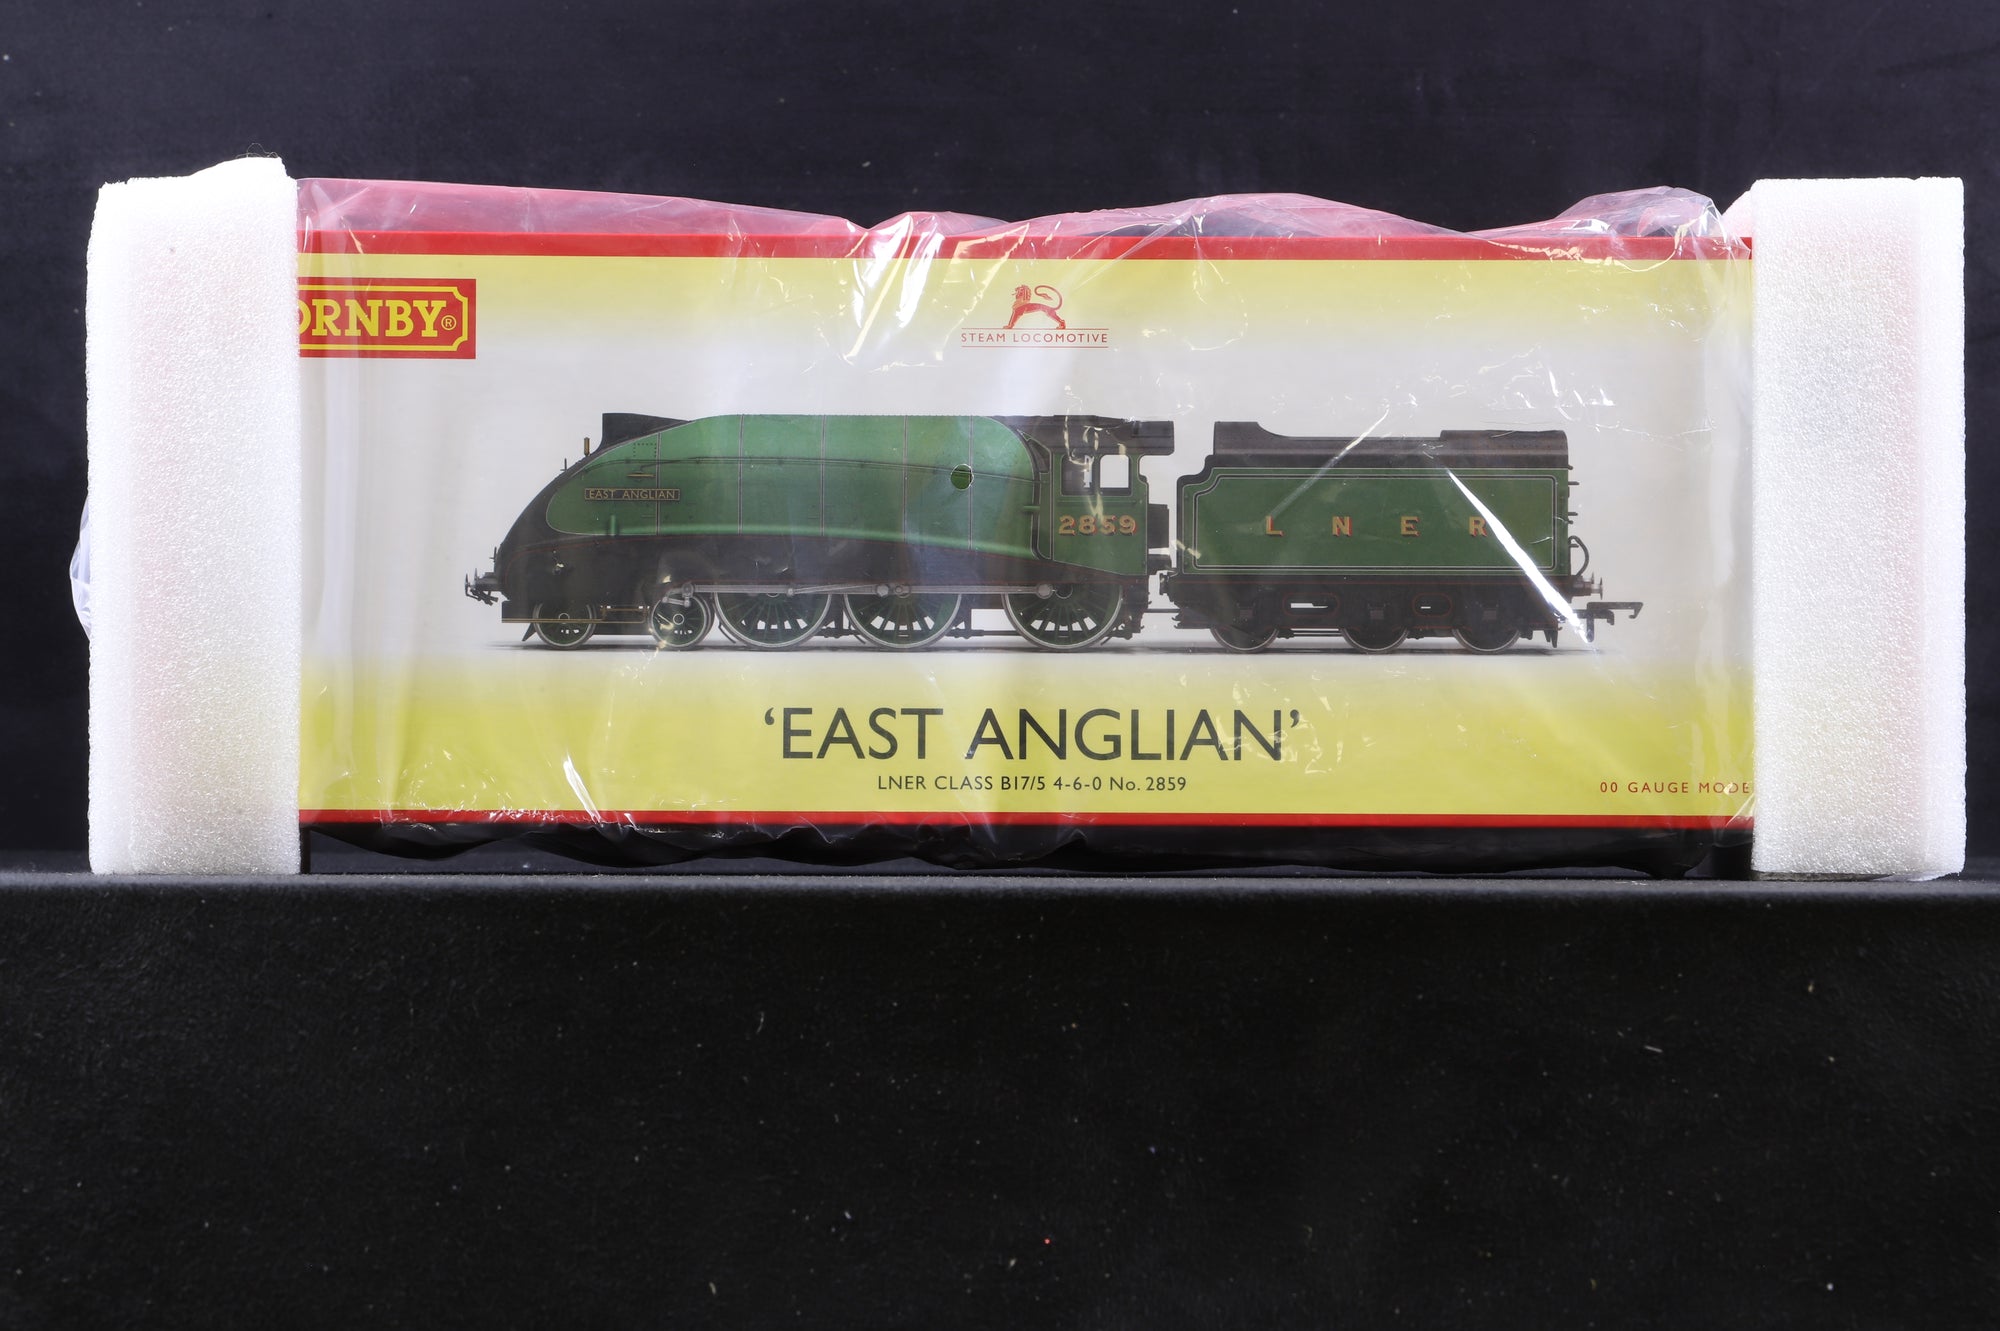 ORNBY®
STEAM LOCOMOTIVE
EAST ANGLIAN
2859
L N E R
'EAST ANGLIAN'
LNER CLASS B17/5 4-6-0 No. 2859
00 GAUGE MODE